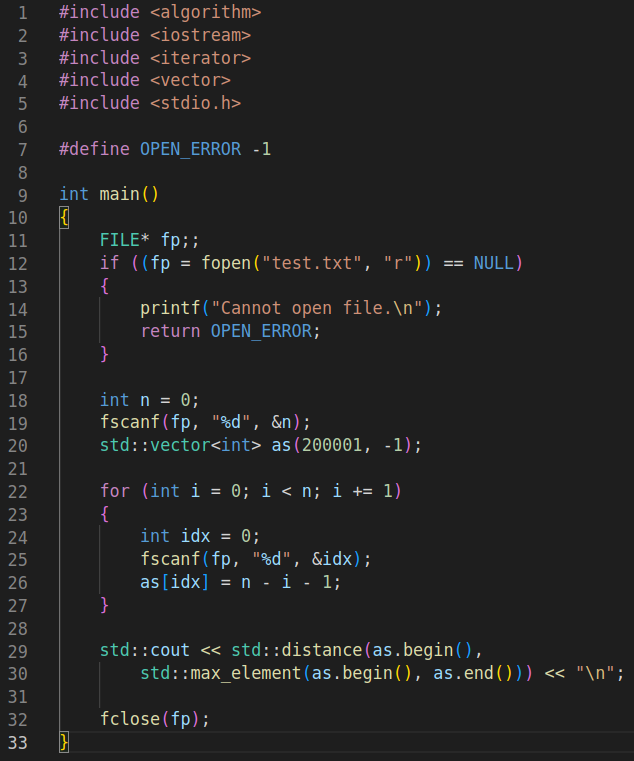 1 #include <algorithm>
2 #include <iostream>
3 #include <iterator>
4 #include <vector>
5 #include <stdio.h>
6
7 #define OPEN_ERROR -1
8
9 int main()
10 {
11     FILE* fp;;
12     if ((fp = fopen("test.txt", "r")) == NULL)
13     {
14         printf("Cannot open file.\n");
15         return OPEN_ERROR;
16     }
17
18     int n = 0;
19     fscanf(fp, "%d", &n);
20     std::vector<int> as(200001, -1);
21
22     for (int i = 0; i < n; i += 1)
23     {
24         int idx = 0;
25         fscanf(fp, "%d", &idx);
26         as[idx] = n - i - 1;
27     }
28
29     std::cout << std::distance(as.begin(),
30         std::max_element(as.begin(), as.end())) << "\n";
31
32     fclose(fp);
33 }